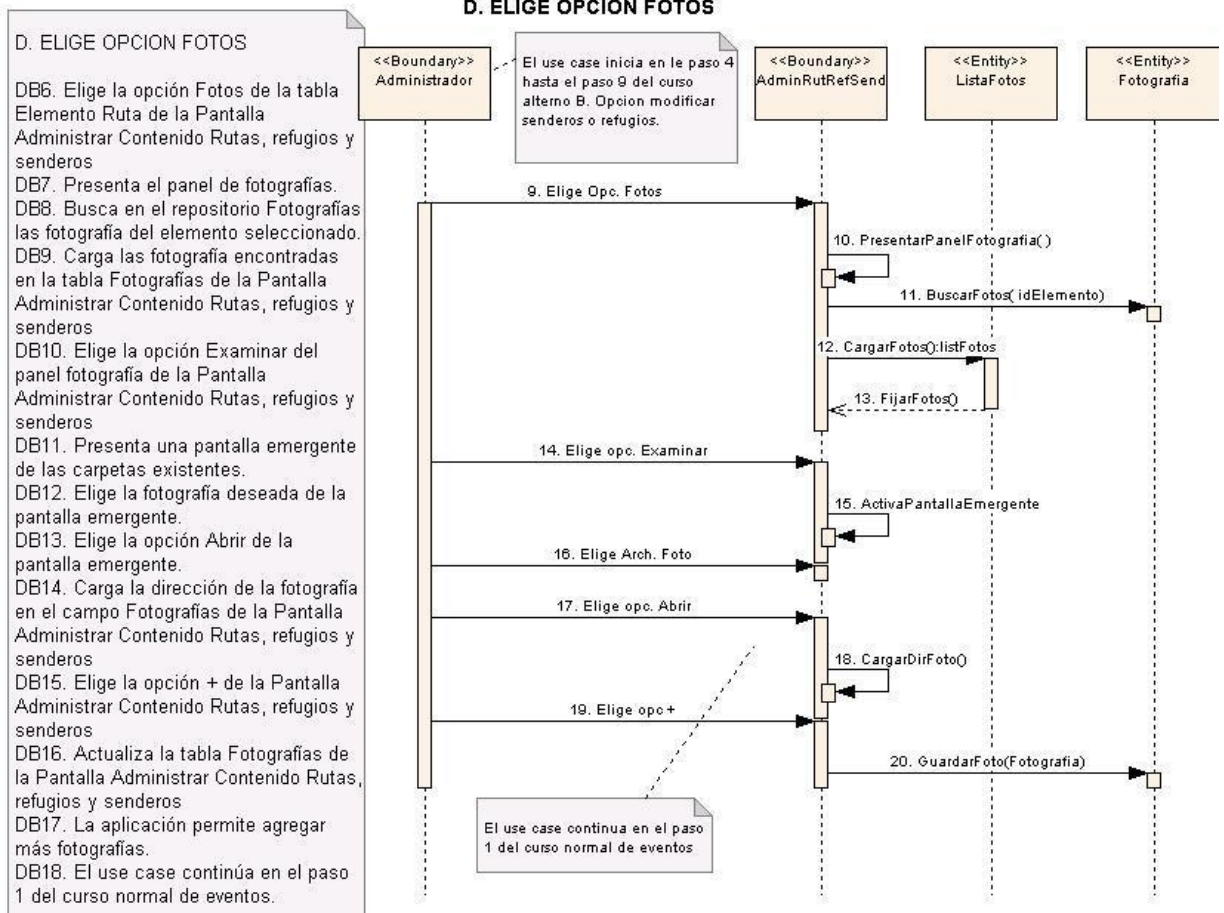 D. ELIGE OPCION FOTOS
D. ELIGE OPCION FOTOS
DB6. Elige la opción Fotos de la tabla
Elemento Ruta de la Pantalla
Administrar Contenido Rutas, refugios y
senderos
DB7. Presenta el panel de fotografías.
DB8. Busca en el repositorio Fotografías
las fotografía del elemento seleccionado.
DB9. Carga las fotografía encontradas
en la tabla Fotografías de la Pantalla
Administrar Contenido Rutas, refugios y
senderos
DB10. Elige la opción Examinar del
panel fotografía de la Pantalla
Administrar Contenido Rutas, refugios y
senderos
DB11. Presenta una pantalla emergente
de las carpetas existentes.
DB12. Elige la fotografía deseada de la
pantalla emergente.
DB13. Elige la opción Abrir de la
pantalla emergente.
DB14. Carga la dirección de la fotografía
en el campo Fotografías de la Pantalla
Administrar Contenido Rutas, refugios y
senderos
DB15. Elige la opción + de la Pantalla
Administrar Contenido Rutas, refugios y
senderos
DB16. Actualiza la tabla Fotografías de
la Pantalla Administrar Contenido Rutas,
refugios y senderos
DB17. La aplicación permite agregar
más fotografías.
DB18. El use case continúa en el paso
1 del curso normal de eventos.
<<Boundary>>
Administrador
El use case inicia en le paso 4
hasta el paso 9 del curso
alterno B. Opcion modificar
senderos o refugios.
<<Boundary>>
AdminRutRefSend
<<Entity>>
ListaFotos
<<Entity>>
Fotografia
9. Elige Opc. Fotos
10. PresentarPanelFotografia( )
11. BuscarFotos( idElemento)
12. CargarFotos():listFotos
13. FijarFotos()
14. Elige opc. Examinar
15. ActivaPantallaEmergente
16. Elige Arch. Foto
17. Elige opc. Abrir
18. CargarDirFoto()
19. Elige opc +
20. GuardarFoto(Fotografia)
El use case continua en el paso
1 del curso normal de eventos